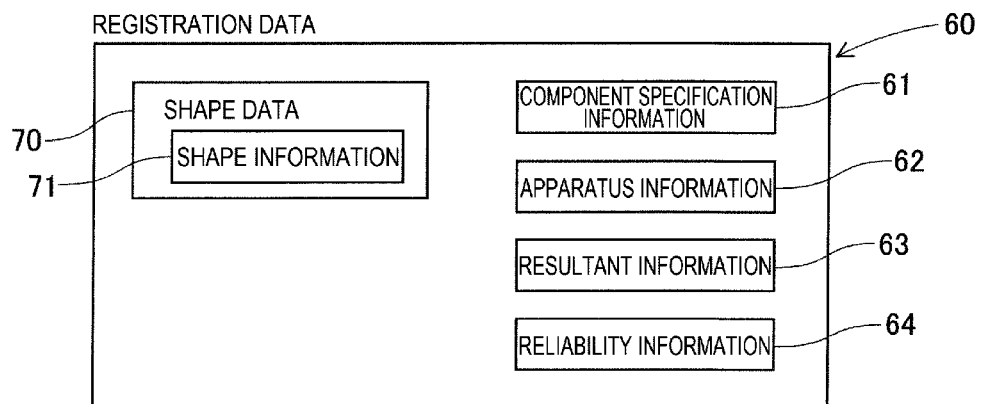 REGISTRATION DATA
60
70
SHAPE DATA
71
SHAPE INFORMATION
61
COMPONENT SPECIFICATION
INFORMATION
62
APPARATUS INFORMATION
63
RESULTANT INFORMATION
64
RELIABILITY INFORMATION